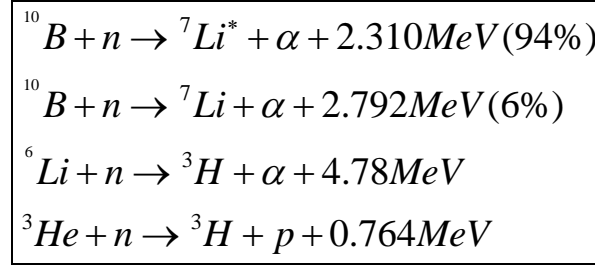 ¹⁰B + n → ⁷Li* + α + 2.310MeV(94%)
¹⁰B + n → ⁷Li + α + 2.792MeV(6%)
⁶Li + n → ³H + α + 4.78MeV
³He + n → ³H + p + 0.764MeV